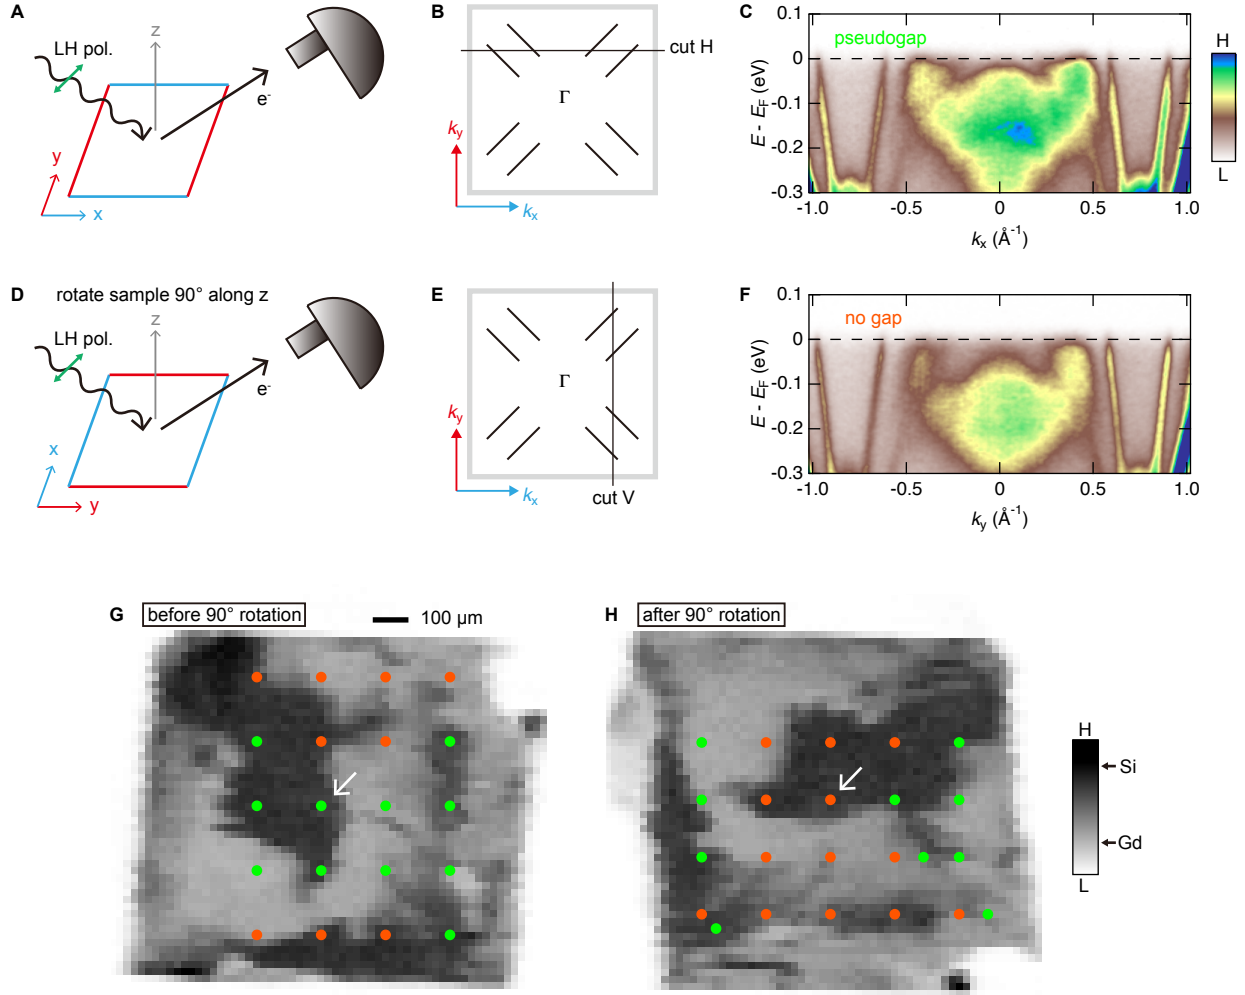 A
LH pol.
z
e-
y
x
B
cut H
Γ
ky
kx
C
pseudogap
0.1
0
-0.1
-0.2
-0.3
E - EF (eV)
-1.0 -0.5 0 0.5 1.0
kx (Å-1)
H
L
D rotate sample 90° along z
LH pol.
z
e-
x
y
E
Γ
ky
kx
cut V
F
no gap
0.1
0
-0.1
-0.2
-0.3
E - EF (eV)
-1.0 -0.5 0 0.5 1.0
ky (Å-1)
G before 90° rotation 100 µm
H after 90° rotation
H
Si
Gd
L